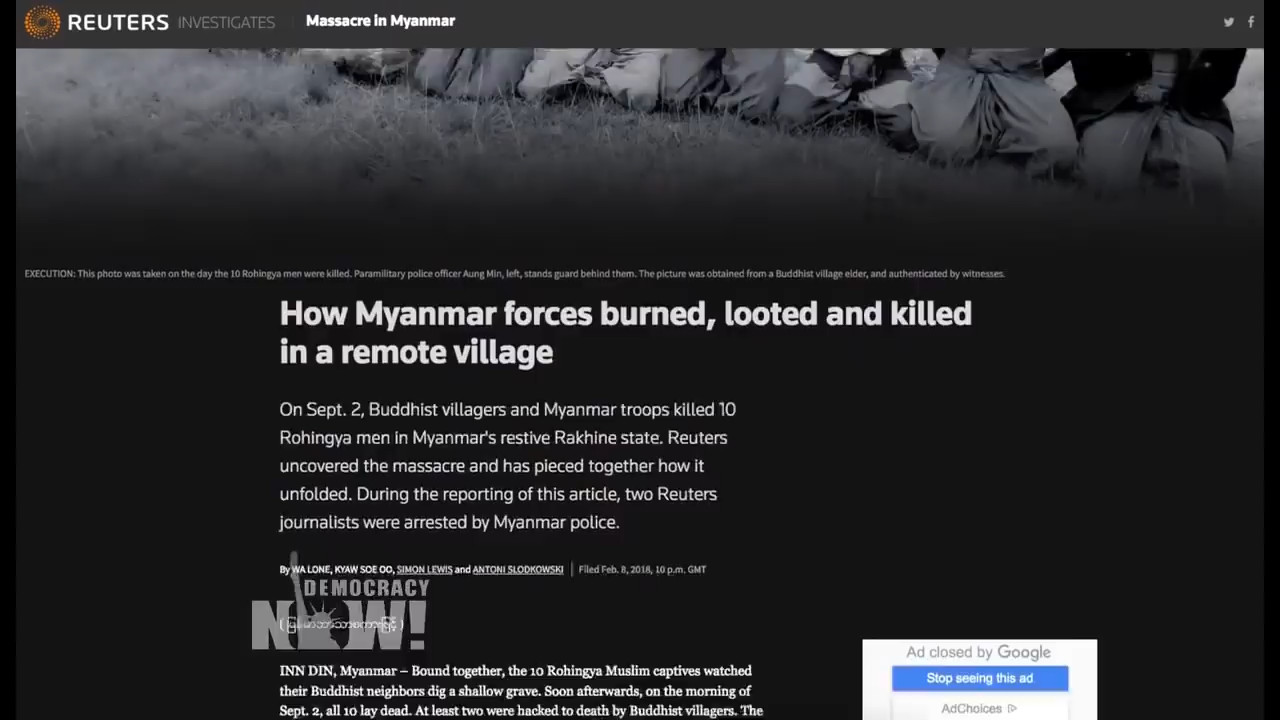 REUTERS INVESTIGATES Massacre in Myanmar
EXECUTION: This photo was taken on the day the 10 Rohingya men were killed. Paramilitary police officer Aung Min, left, stands guard behind them. The picture was obtained from a Buddhist village elder, and authenticated by witnesses.
How Myanmar forces burned, looted and killed
in a remote village
On Sept. 2, Buddhist villagers and Myanmar troops killed 10
Rohingya men in Myanmar's restive Rakhine state. Reuters
uncovered the massacre and has pieced together how it
unfolded. During the reporting of this article, two Reuters
journalists were arrested by Myanmar police.
By WA LONE, KYAW SOE OO, SIMON LEWIS and ANTONI SLODKOWSKI Filed Feb. 8, 2018, 10 p.m. GMT
DEMOCRACY
NOW!
INN DIN, Myanmar – Bound together, the 10 Rohingya Muslim captives watched
their Buddhist neighbors dig a shallow grave. Soon afterwards, on the morning of
Sept. 2, all 10 lay dead. At least two were hacked to death by Buddhist villagers. The
Ad closed by Google
Stop seeing this ad
AdChoices